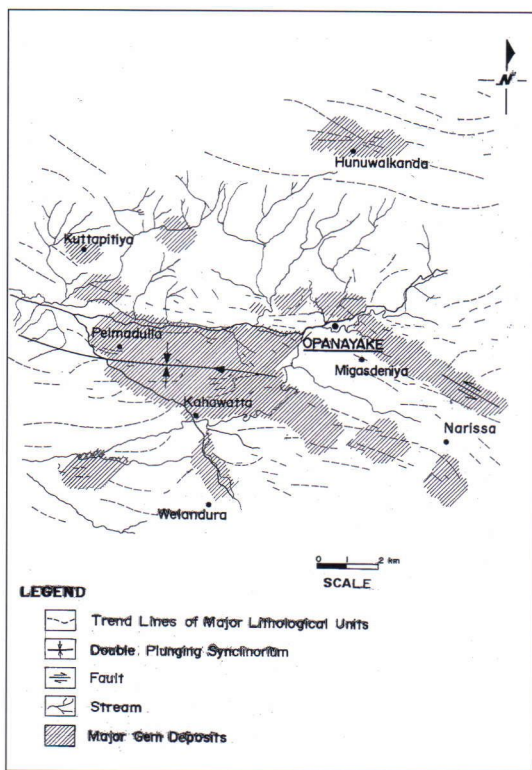 N
Hunuwalkanda
Kuttapitiya
OPANAYAKE
Pelmadulla
Migasdeniya
Kahawatta
Narissa
Welandura
0 2 km
SCALE
LEGEND
Trend Lines of Major Lithological Units
Double Plunging Synclinorium
Fault
Stream
Major Gem Deposits